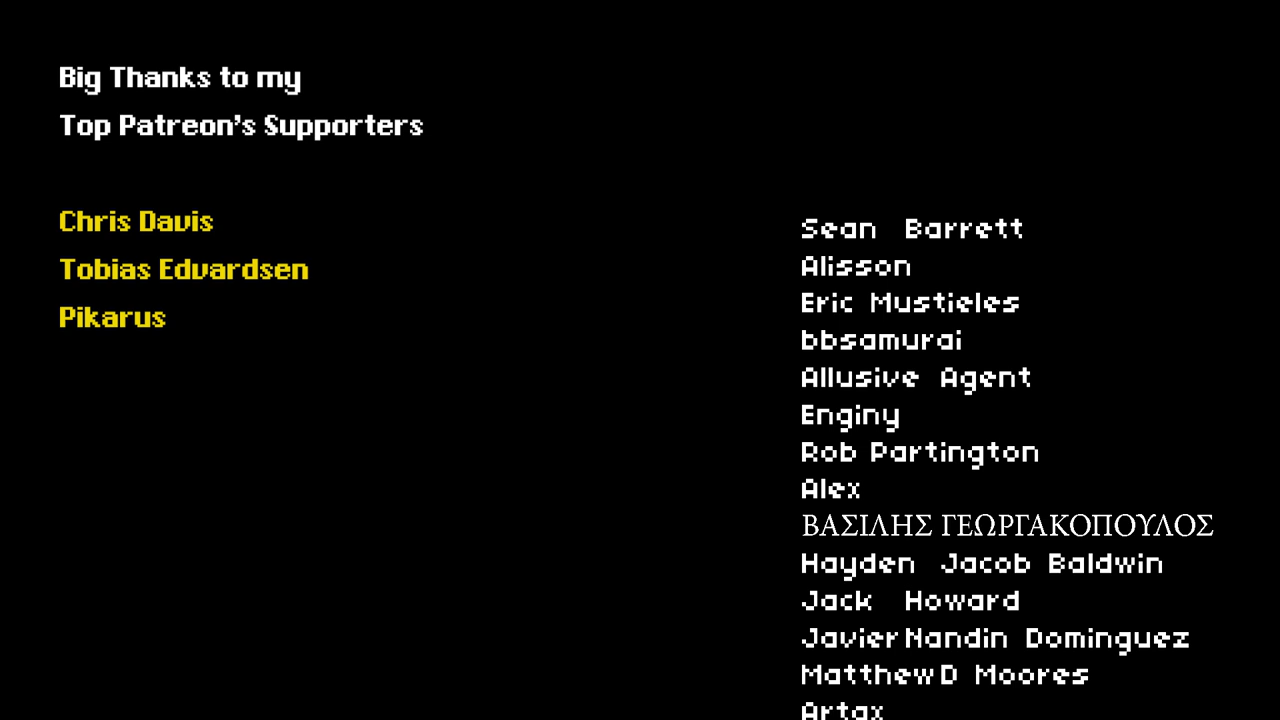 Big Thanks to my
Top Patreon's Supporters
Chris Davis
Tobias Edvardsen
Pikarus
Sean Barrett
Alisson
Eric Mustieles
bbsamurai
Allusive Agent
Enginy
Rob Partington
Alex
ΒΑΣΙΛΗΣ ΓΕΩΡΓΑΚΟΠΟΥΛΟΣ
Hayden Jacob Baldwin
Jack Howard
Javier Nandin Dominguez
Matthew D Moores
Artax